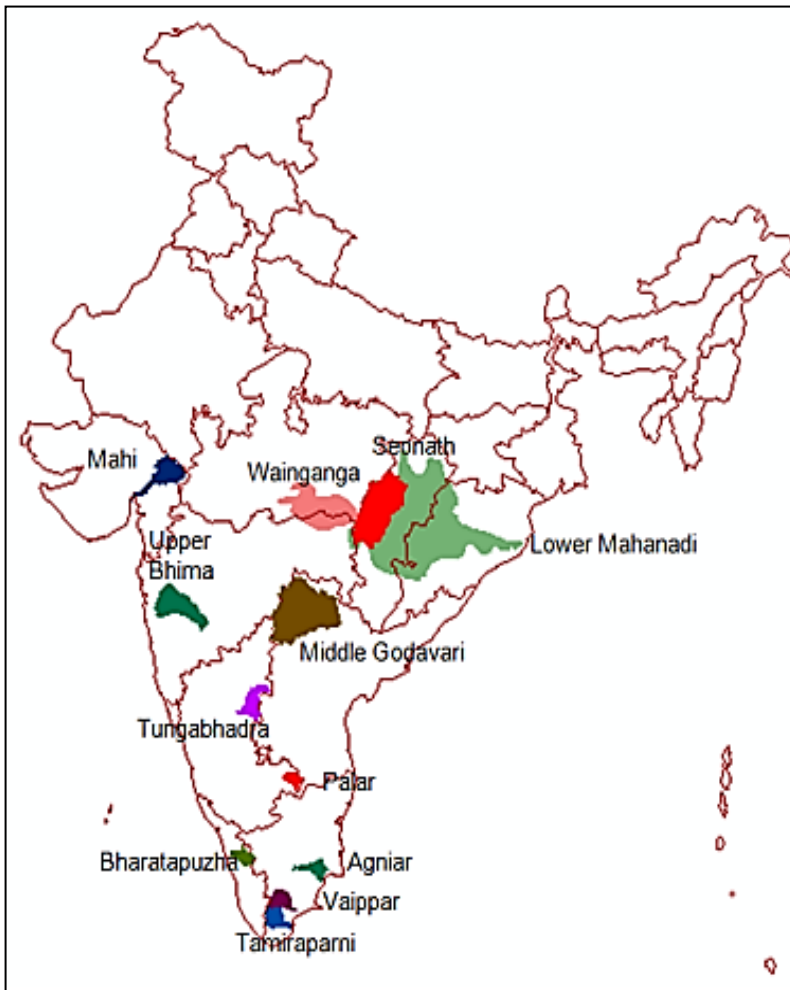 Seonath
Mahi
Wainganga
Upper
Bhima
Lower Mahanadi
Middle Godavari
Tungabhadra
Palar
Bharatapuzha
Agniar
Vaippar
Tamiraparni